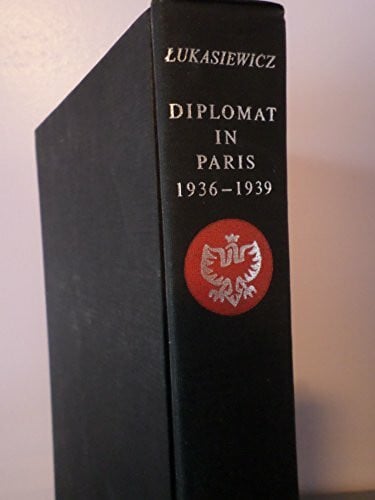 ŁUKASIEWICZ
DIPLOMAT
IN
PARIS
1936–1939